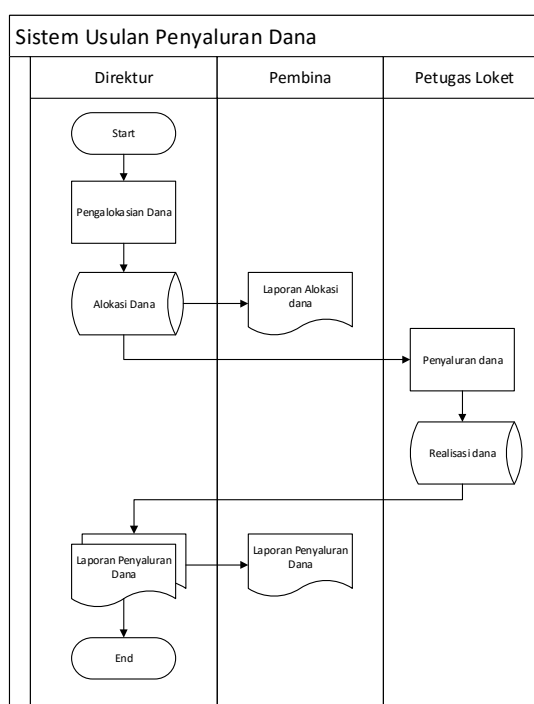 Sistem Usulan Penyaluran Dana
Direktur
Pembina
Petugas Loket
Start
Pengalokasian Dana
Alokasi Dana
Laporan Alokasi
dana
Penyaluran dana
Realisasi dana
Laporan Penyaluran
Dana
Laporan Penyaluran
Dana
End